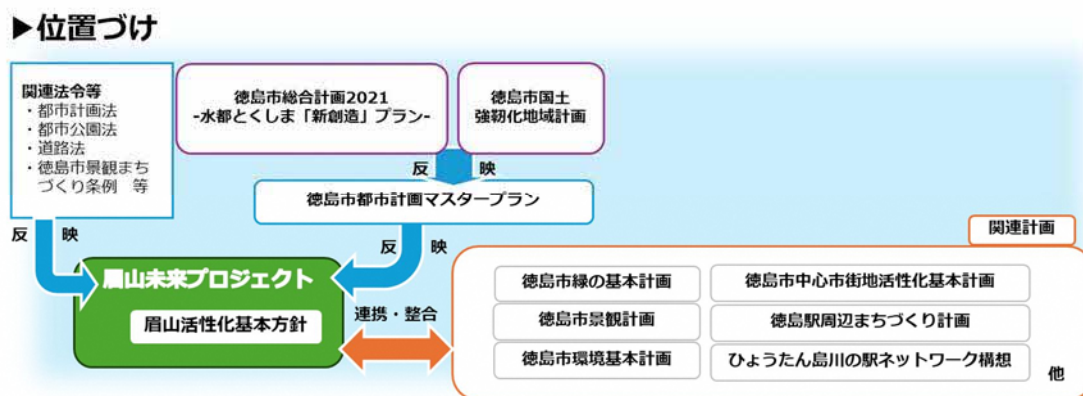 ▶位置づけ
関連法令等
・都市計画法
・都市公園法
・道路法
・徳島市景観まち
づくり条例　等
徳島市総合計画2021
-水都とくしま「新創造」プラン-
徳島市国土
強靭化地域計画
反　映
徳島市都市計画マスタープラン
反　映
反　映
関連計画
眉山未来プロジェクト
眉山活性化基本方針
連携・整合
徳島市緑の基本計画
徳島市中心市街地活性化基本計画
徳島市景観計画
徳島駅周辺まちづくり計画
徳島市環境基本計画
ひょうたん島川の駅ネットワーク構想
他